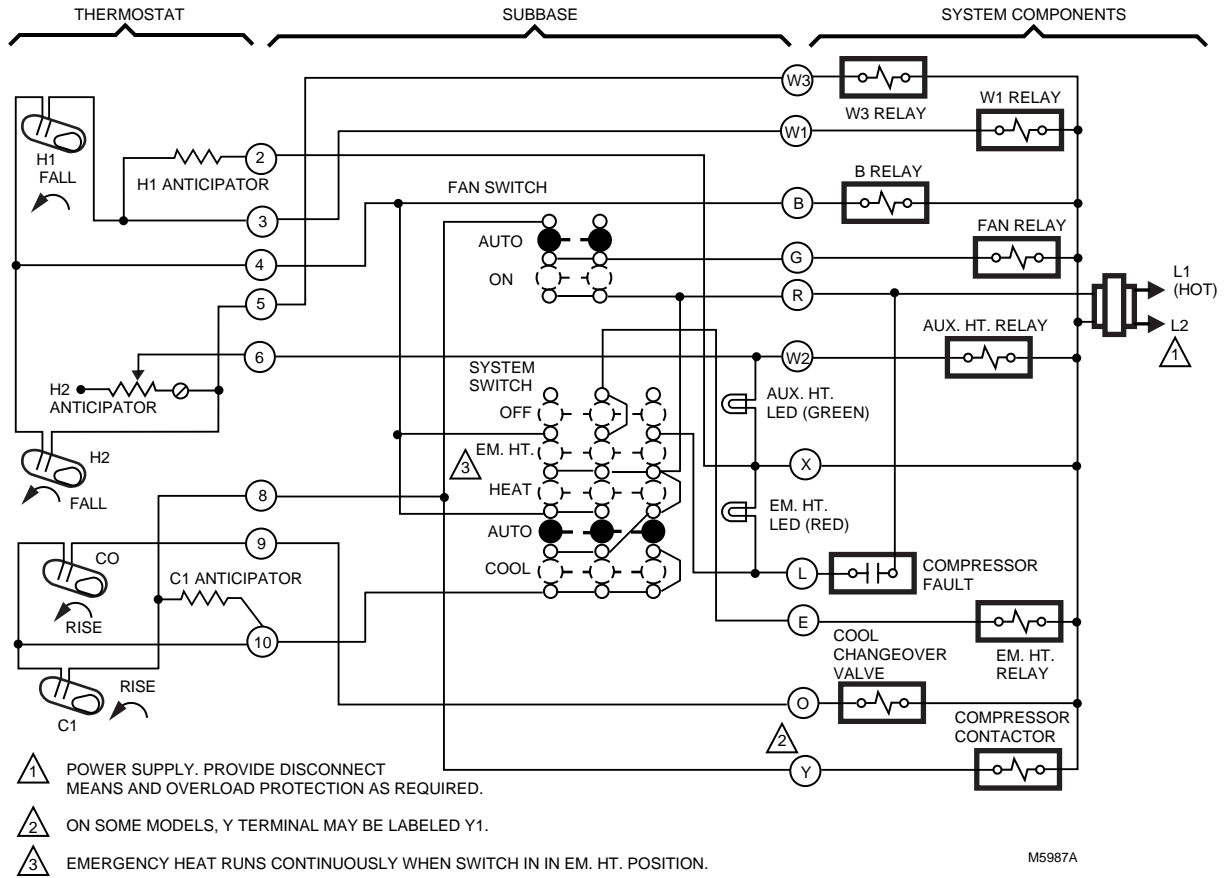 THERMOSTAT
SUBBASE
SYSTEM COMPONENTS
W3
W3 RELAY
W1 RELAY
W1
H1
FALL
2
H1 ANTICIPATOR
3
FAN SWITCH
B RELAY
B
AUTO
ON
FAN RELAY
G
4
R
L1
(HOT)
L2
1
5
AUX. HT. RELAY
6
W2
H2
ANTICIPATOR
SYSTEM
SWITCH
OFF
EM. HT.
3
HEAT
AUTO
COOL
AUX. HT.
LED (GREEN)
H2
FALL
X
8
EM. HT.
LED (RED)
9
CO
RISE
C1 ANTICIPATOR
L
COMPRESSOR
FAULT
10
E
EM. HT.
RELAY
COOL
CHANGEOVER
VALVE
RISE
C1
O
2
COMPRESSOR
CONTACTOR
Y
1
POWER SUPPLY. PROVIDE DISCONNECT
MEANS AND OVERLOAD PROTECTION AS REQUIRED.
2
ON SOME MODELS, Y TERMINAL MAY BE LABELED Y1.
3
EMERGENCY HEAT RUNS CONTINUOUSLY WHEN SWITCH IN IN EM. HT. POSITION.
M5987A